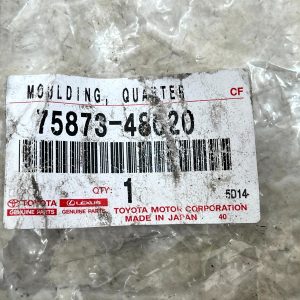 MOULDING, QUARTER CF
75873-48020
QTY: 1 5D14
TOYOTA LEXUS
GENUINE PARTS GENUINE PARTS
TOYOTA MOTOR CORPORATION
MADE IN JAPAN 40